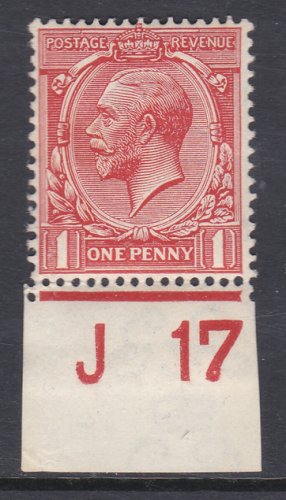 POSTAGE REVENUE
1 ONE PENNY 1
J 17